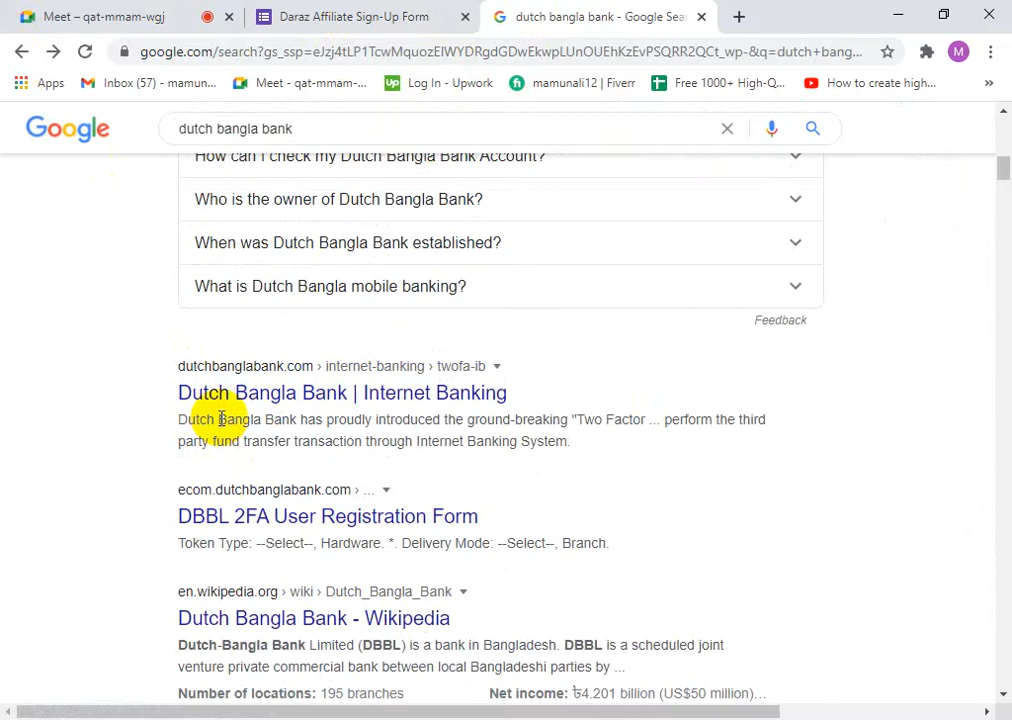 Meet – qat-mmam-wgj
Daraz Affiliate Sign-Up Form
dutch bangla bank - Google Sea
google.com/search?gs_ssp=eJzj4tLP1TcwMquozEIWYDRgdGDwEkwpLUnOUEhKzEvPSQRR2QCt_wp-&q=dutch+bang...
M
Apps
Inbox (57) - mamun...
Meet - qat-mmam-...
Up Log In - Upwork
mamunali12 | Fiverr
Free 1000+ High-Q...
How to create high...
»
Google
dutch bangla bank
How can I check my Dutch Bangla Bank Account?
Who is the owner of Dutch Bangla Bank?
When was Dutch Bangla Bank established?
What is Dutch Bangla mobile banking?
Feedback
dutchbanglabank.com › internet-banking › twofa-ib
Dutch Bangla Bank | Internet Banking
Dutch Bangla Bank has proudly introduced the ground-breaking "Two Factor ... perform the third
party fund transfer transaction through Internet Banking System.
ecom.dutchbanglabank.com › ...
DBBL 2FA User Registration Form
Token Type: --Select--, Hardware. *. Delivery Mode: --Select--, Branch.
en.wikipedia.org › wiki › Dutch_Bangla_Bank
Dutch Bangla Bank - Wikipedia
Dutch-Bangla Bank Limited (DBBL) is a bank in Bangladesh. DBBL is a scheduled joint
venture private commercial bank between local Bangladeshi parties by ...
Number of locations: 195 branches
Net income: ৳4.201 billion (US$50 million)...